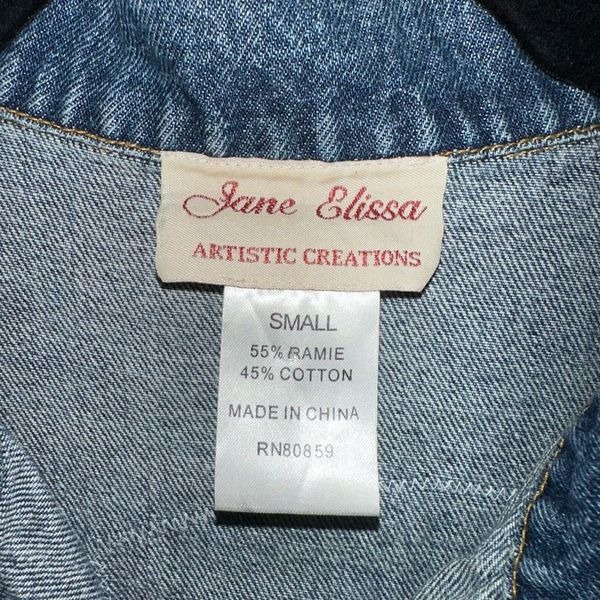 Jane Elissa
ARTISTIC CREATIONS
SMALL
55% RAMIE
45% COTTON
MADE IN CHINA
RN80859